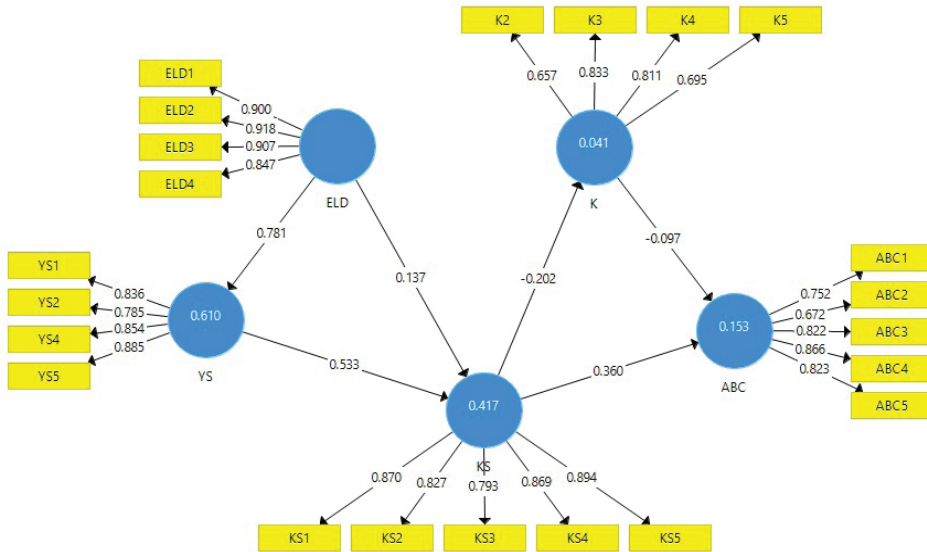 K2 K3 K4 K5
0.657 0.833 0.811 0.695
0.041
K
ELD1
ELD2
ELD3
ELD4
0.900
0.918
0.907
0.847
ELD
0.781
0.137
-0.202
-0.097
YS1
YS2
YS4
YS5
0.836
0.785
0.854
0.885
0.610
YS
0.533
0.360
0.153
ABC
0.752
0.672
0.822
0.866
0.823
ABC1
ABC2
ABC3
ABC4
ABC5
0.417
KS
0.870 0.827 0.793 0.869 0.894
KS1 KS2 KS3 KS4 KS5